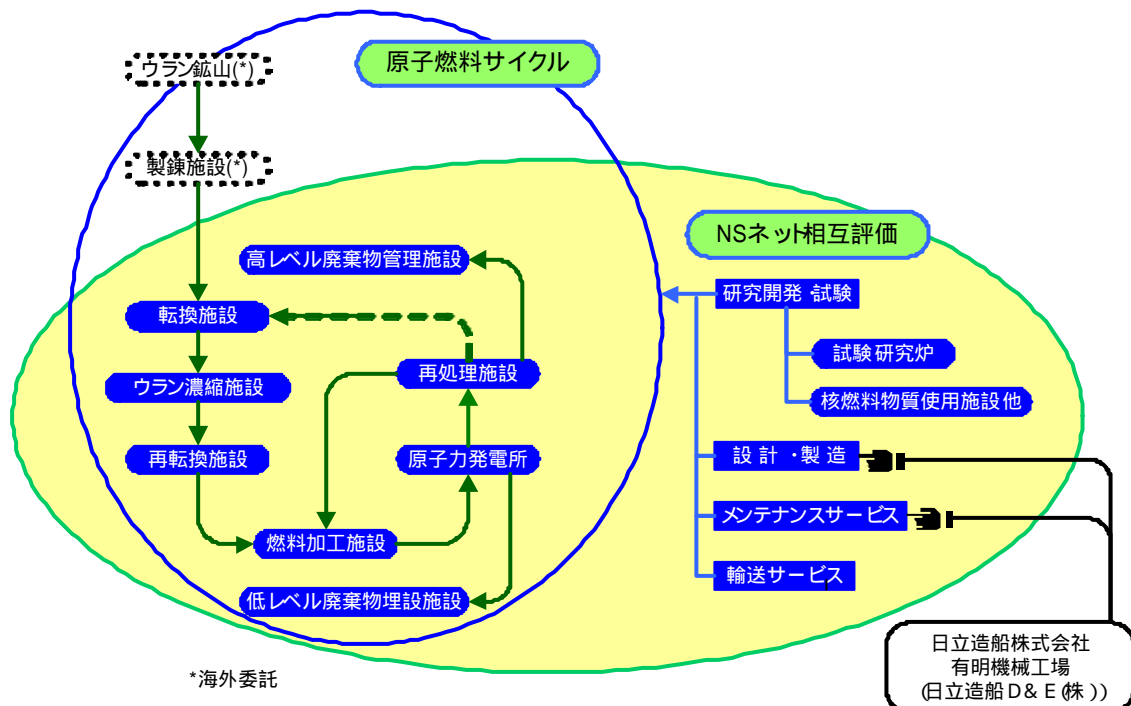 原子燃料サイクル
ウラン鉱山(*)
製錬施設(*)
NSネット相互評価
高レベル廃棄物管理施設
研究開発・試験
転換施設
試験研究炉
再処理施設
ウラン濃縮施設
核燃料物質使用施設他
再転換施設
原子力発電所
設計・製造
メンテナンスサービス
燃料加工施設
輸送サービス
低レベル廃棄物埋設施設
日立造船株式会社
有明機械工場
(日立造船D&E(株))
*海外委託